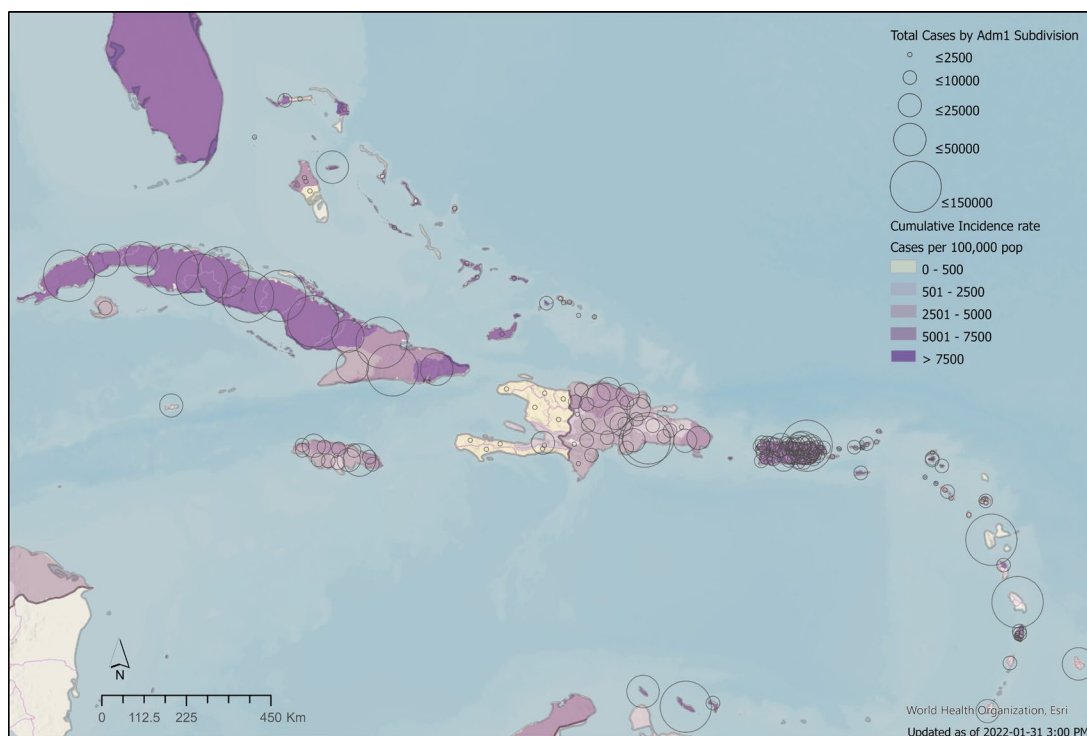 Total Cases by Adm1 Subdivision
≤2500
≤10000
≤25000
≤50000
≤150000
Cumulative Incidence rate
Cases per 100,000 pop
0 - 500
501 - 2500
2501 - 5000
5001 - 7500
> 7500
N
0 112.5 225 450 Km
World Health Organization, Esri
Updated as of 2022-01-31 3:00 PM